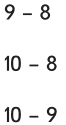 9 – 8
10 – 8
10 – 9